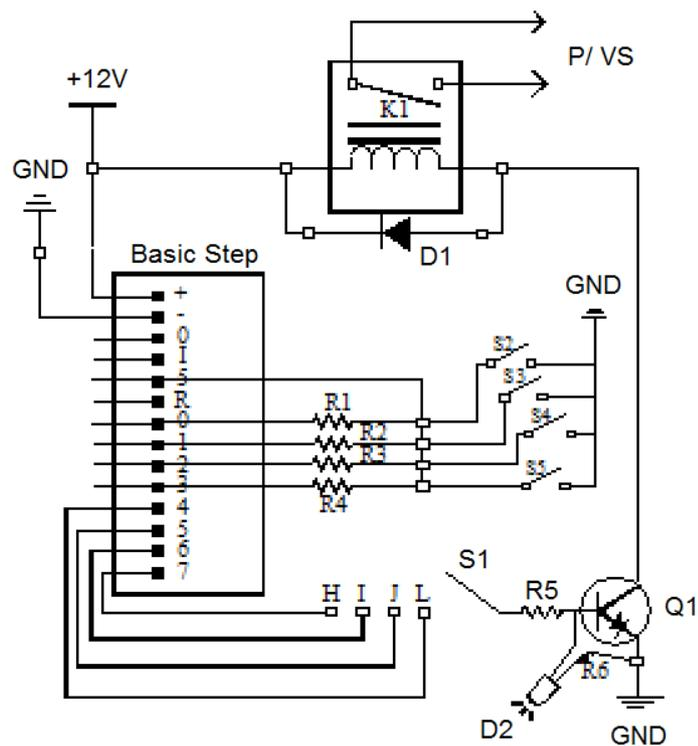 +12V
P/ VS
K1
GND
D1
Basic Step
GND
+
-
0
I
5
R
0
1
2
3
4
5
6
7
R1
R2
R3
R4
S2
S3
S4
S5
H I J L
S1
R5
Q1
R6
D2
GND